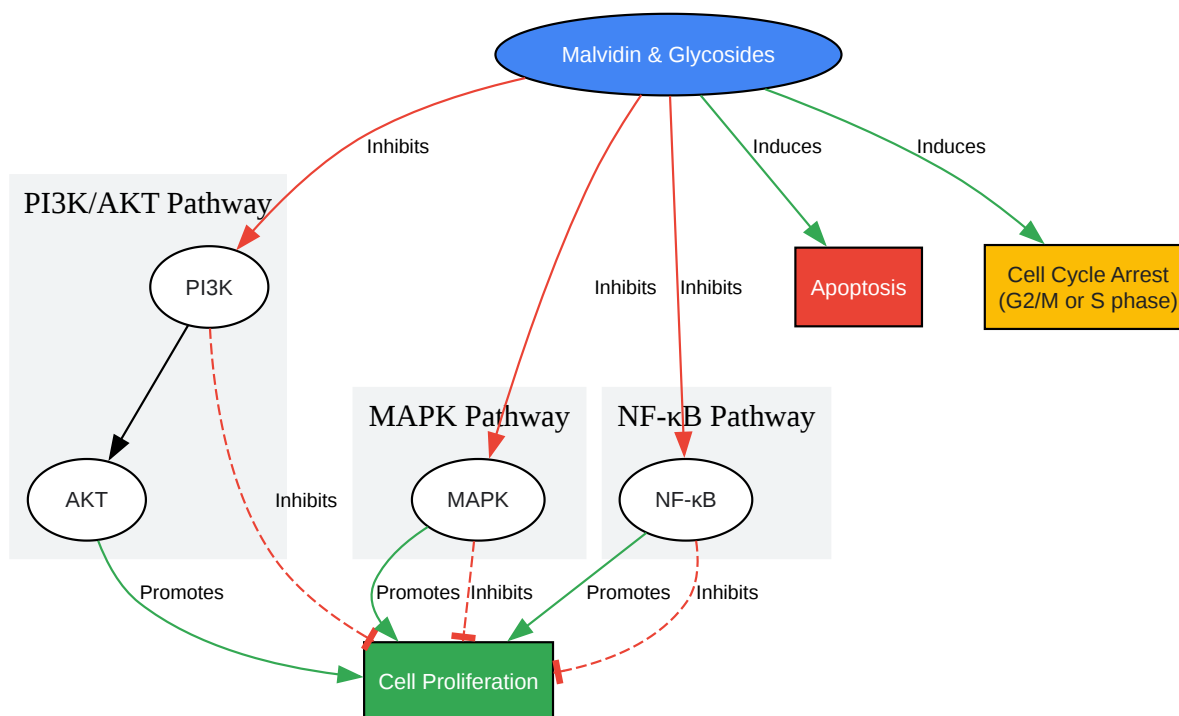 Malvidin & Glycosides
Inhibits
Induces
Induces
PI3K/AKT Pathway
PI3K
Inhibits
Inhibits
Apoptosis
Cell Cycle Arrest
(G2/M or S phase)
MAPK Pathway
NF-κB Pathway
AKT
Inhibits
MAPK
NF-κB
Promotes
Promotes
Inhibits
Promotes
Inhibits
Cell Proliferation